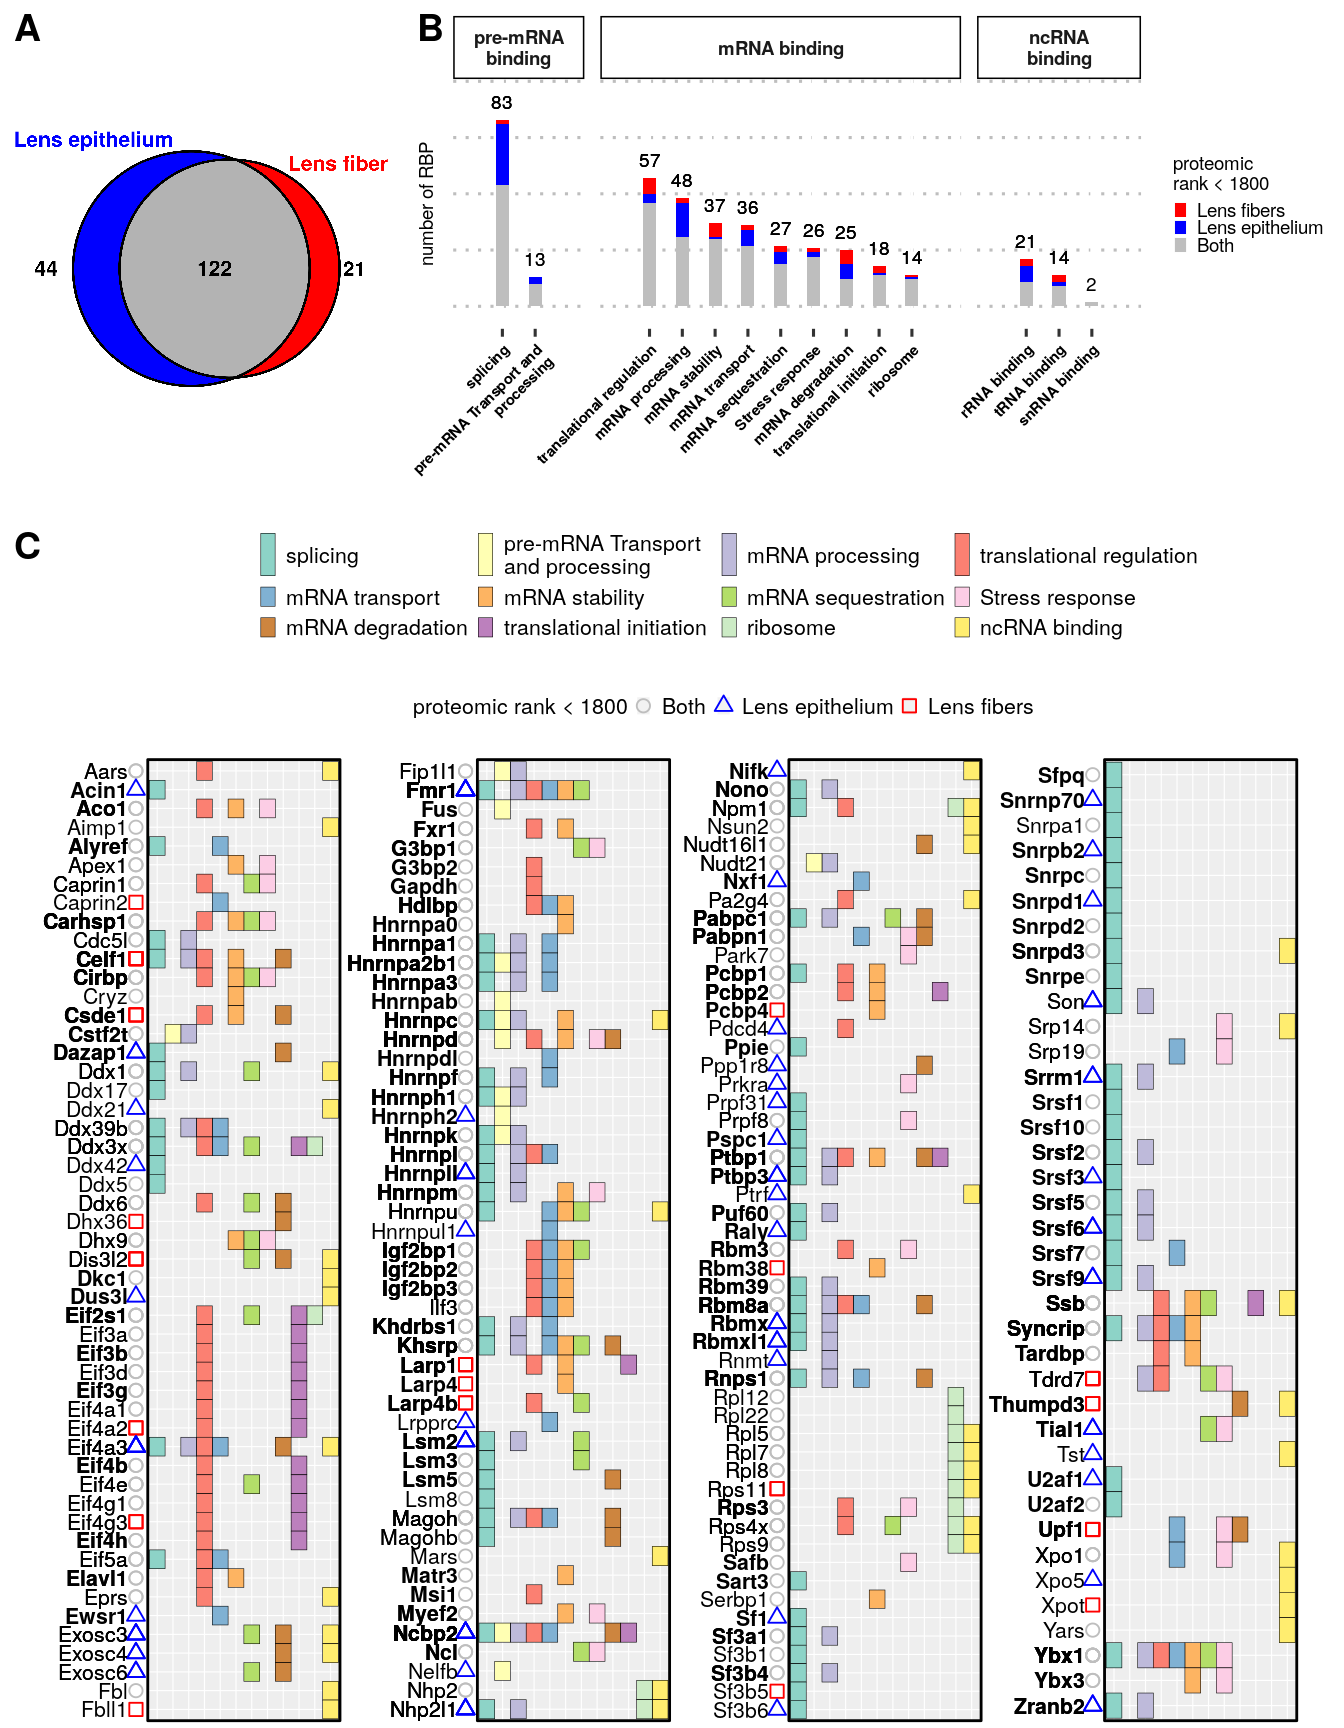 A
Lens epithelium
Lens fiber
44
122
21
B
pre-mRNA
binding
mRNA binding
ncRNA
binding
number of RBP
83
13
57
48
37
36
27
26
25
18
14
21
14
2
splicing
pre-mRNA Transport and
processing
translational regulation
mRNA processing
mRNA stability
mRNA transport
mRNA sequestration
Stress response
mRNA degradation
translational initiation
ribosome
rRNA binding
tRNA binding
snRNA binding
proteomic
rank < 1800
Lens fibers
Lens epithelium
Both
C
splicing
pre-mRNA Transport
and processing
mRNA processing
translational regulation
mRNA transport
mRNA stability
mRNA sequestration
Stress response
mRNA degradation
translational initiation
ribosome
ncRNA binding
proteomic rank < 1800 Both Lens epithelium Lens fibers
Aars
Acin1
Aco1
Aimp1
Alyref
Apex1
Caprin1
Caprin2
Carhsp1
Cdc5l
Celf1
Cirbp
Cryz
Csde1
Cstf2t
Dazap1
Ddx1
Ddx17
Ddx21
Ddx39b
Ddx3x
Ddx42
Ddx5
Ddx6
Dhx36
Dhx9
Dis3l2
Dkc1
Dus3l
Eif2s1
Eif3a
Eif3b
Eif3d
Eif3g
Eif4a1
Eif4a2
Eif4a3
Eif4b
Eif4e
Eif4g1
Eif4g3
Eif4h
Eif5a
Elavl1
Eprs
Ewsr1
Exosc3
Exosc4
Exosc6
Fbl
Fbll1
Fip1l1
Fmr1
Fus
Fxr1
G3bp1
G3bp2
Gapdh
Hdlbp
Hnrnpa0
Hnrnpa1
Hnrnpa2b1
Hnrnpa3
Hnrnpab
Hnrnpc
Hnrnpd
Hnrnpdl
Hnrnpf
Hnrnph1
Hnrnph2
Hnrnpk
Hnrnpl
Hnrnpll
Hnrnpm
Hnrnpu
Hnrnpul1
Igf2bp1
Igf2bp2
Igf2bp3
Ilf3
Khdrbs1
Khsrp
Larp1
Larp4
Larp4b
Lrpprc
Lsm2
Lsm3
Lsm5
Lsm8
Magoh
Magohb
Mars
Matr3
Msi1
Myef2
Ncbp2
Ncl
Nelfb
Nhp2
Nhp2l1
Nifk
Nono
Npm1
Nsun2
Nudt16l1
Nudt21
Nxf1
Pa2g4
Pabpc1
Pabpn1
Park7
Pcbp1
Pcbp2
Pcbp4
Pdcd4
Ppie
Ppp1r8
Prkra
Prpf31
Prpf8
Pspc1
Ptbp1
Ptbp3
Ptrf
Puf60
Raly
Rbm3
Rbm38
Rbm39
Rbm8a
Rbmx
Rbmxl1
Rnmt
Rnps1
Rpl12
Rpl22
Rpl5
Rpl7
Rpl8
Rps11
Rps3
Rps4x
Rps9
Safb
Sart3
Serbp1
Sf1
Sf3a1
Sf3b1
Sf3b4
Sf3b5
Sf3b6
Sfpq
Snrnp70
Snrpa1
Snrpb2
Snrpc
Snrpd1
Snrpd2
Snrpd3
Snrpe
Son
Srp14
Srp19
Srrm1
Srsf1
Srsf10
Srsf2
Srsf3
Srsf5
Srsf6
Srsf7
Srsf9
Ssb
Syncrip
Tardbp
Tdrd7
Thumpd3
Tial1
Tst
U2af1
U2af2
Upf1
Xpo1
Xpo5
Xpot
Yars
Ybx1
Ybx3
Zranb2